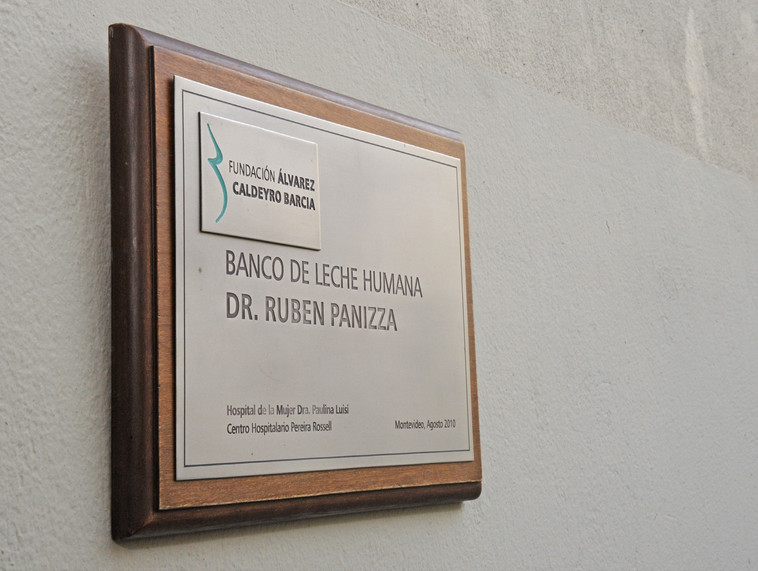 FUNDACIÓN ÁLVAREZ
CALDEYRO BARCIA
BANCO DE LECHE HUMANA
DR. RUBEN PANIZZA
Hospital de la Mujer Dra. Paulina Luisi
Centro Hospitalario Pereira Rossell
Montevideo, Agosto 2010